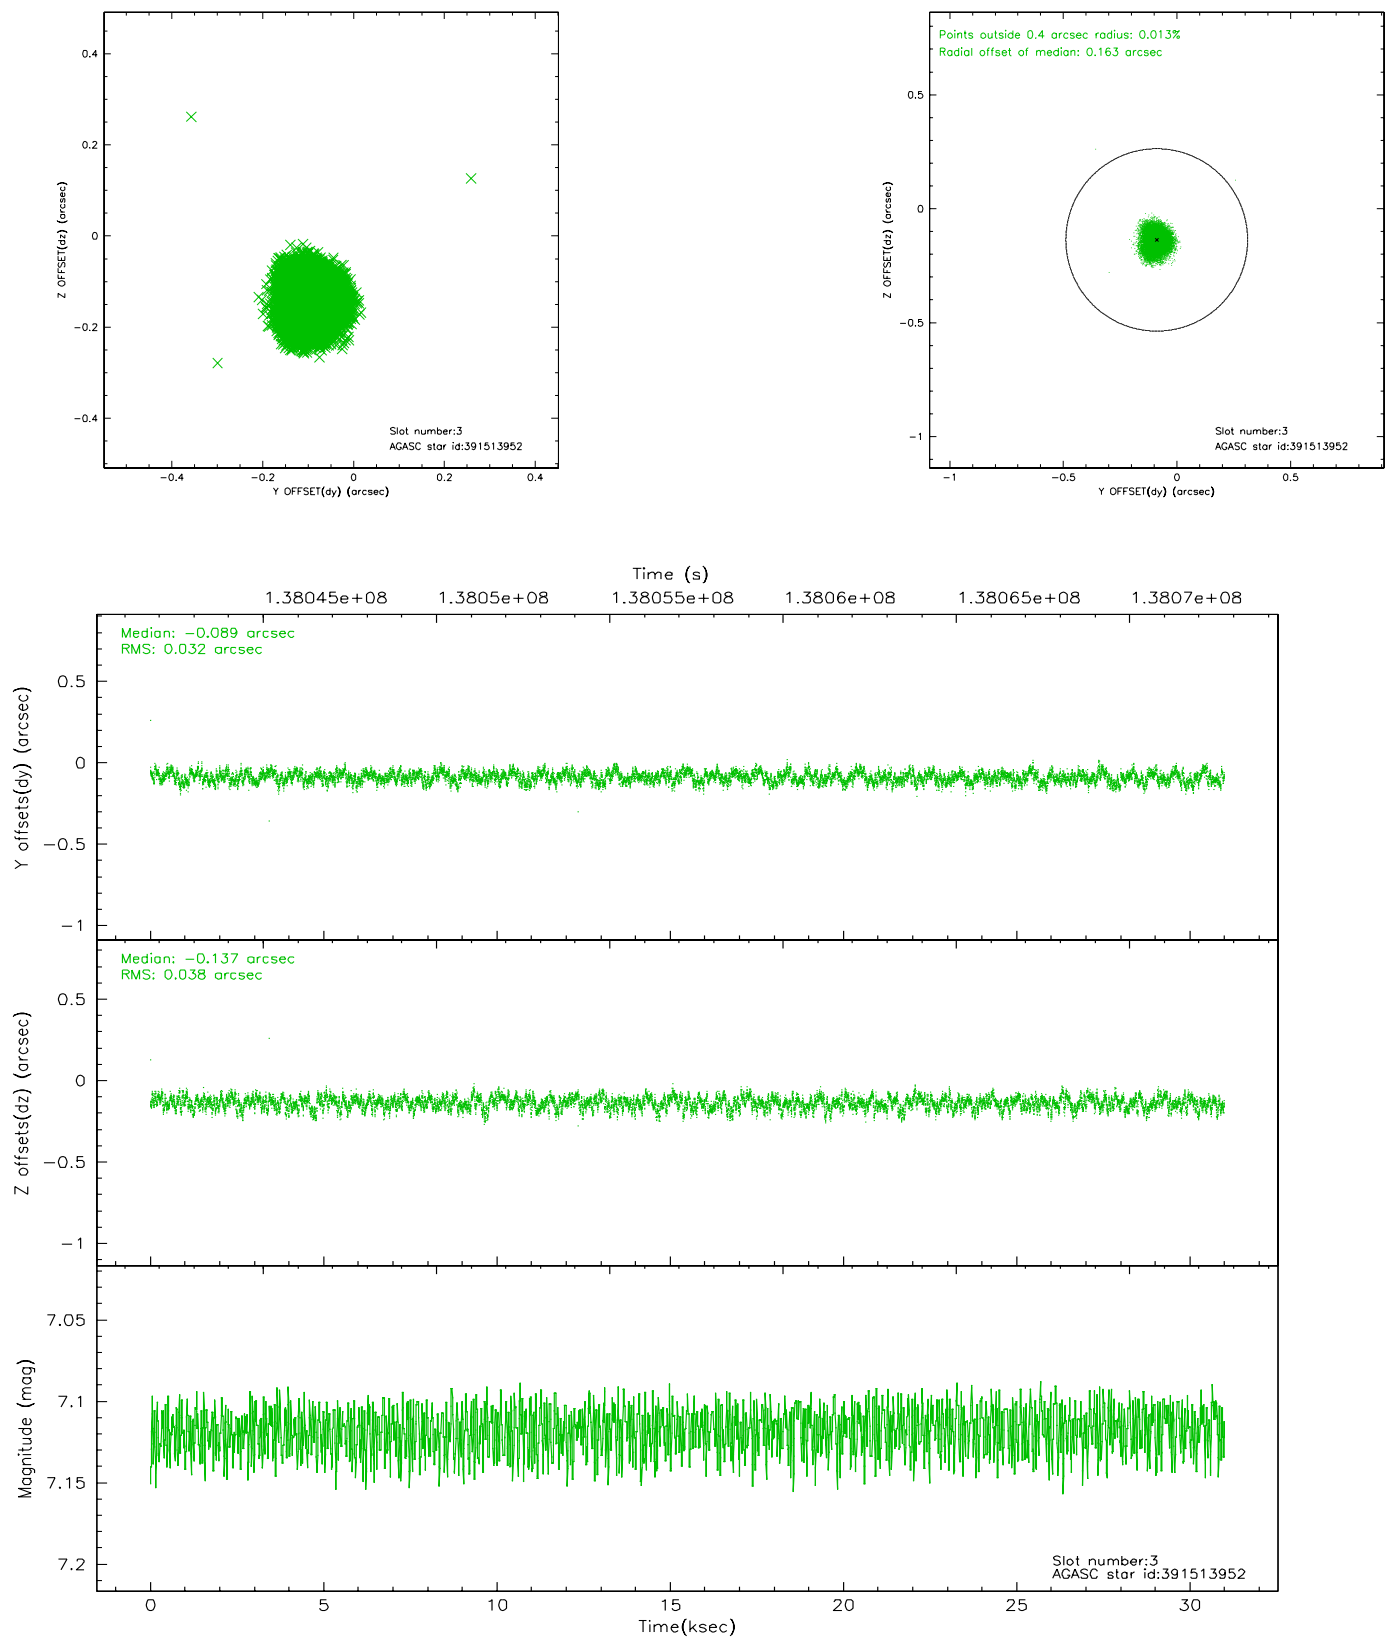 0.4
0.2
0
−0.2
−0.4
Z OFFSET(dz) (arcsec)
Slot number:3
AGASC star id:391513952
−0.4 −0.2 0 0.2 0.4
Y OFFSET(dy) (arcsec)
Points outside 0.4 arcsec radius: 0.013%
Radial offset of median: 0.163 arcsec
0.5
0
−0.5
−1
Z OFFSET(dz) (arcsec)
Slot number:3
AGASC star id:391513952
−1 −0.5 0 0.5
Y OFFSET(dy) (arcsec)
Time (s)
1.38045e+08 1.3805e+08 1.38055e+08 1.3806e+08 1.38065e+08 1.3807e+08
Median: −0.089 arcsec
RMS: 0.032 arcsec
0.5
0
−0.5
−1
Y offsets(dy) (arcsec)
Median: −0.137 arcsec
RMS: 0.038 arcsec
0.5
0
−0.5
−1
Z offsets(dz) (arcsec)
7.05
7.1
7.15
7.2
Magnitude (mag)
Slot number:3
AGASC star id:391513952
0 5 10 15 20 25 30
Time(ksec)